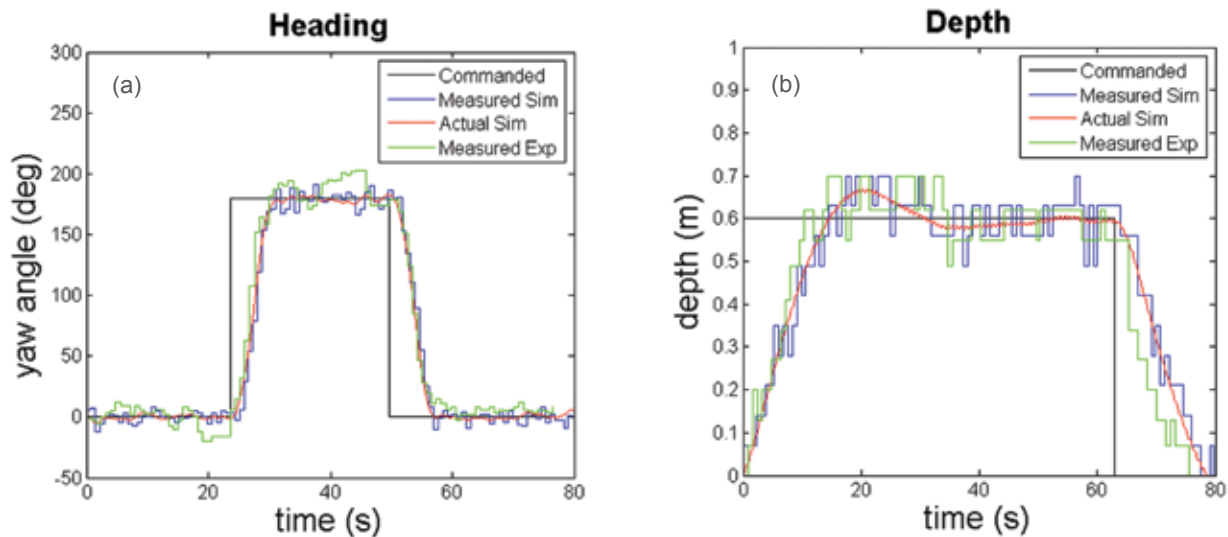 Heading
(a)
Commanded
Measured Sim
Actual Sim
Measured Exp
300
250
200
150
100
50
0
-50
yaw angle (deg)
0
20
40
60
80
time (s)
Depth
(b)
Commanded
Measured Sim
Actual Sim
Measured Exp
1
0.9
0.8
0.7
0.6
0.5
0.4
0.3
0.2
0.1
0
depth (m)
0
20
40
60
80
time (s)